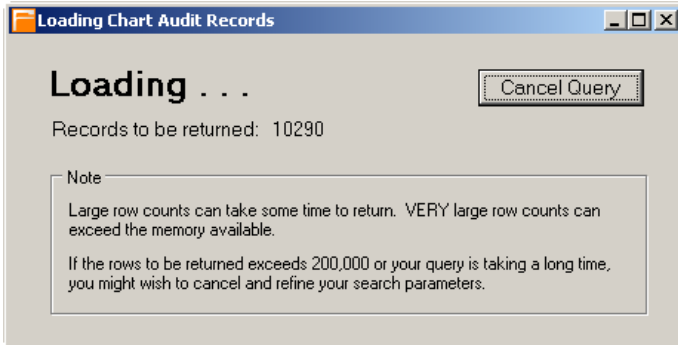 Loading Chart Audit Records
Loading . . .
Cancel Query
Records to be returned:  10290
Note
Large row counts can take some time to return.  VERY large row counts can
exceed the memory available.
If the rows to be returned exceeds 200,000 or your query is taking a long time,
you might wish to cancel and refine your search parameters.